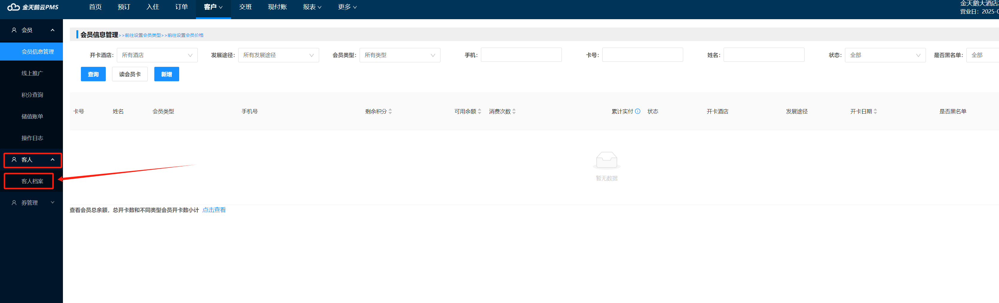 金天鹅云PMS
首页 预订 入住 订单 客户 交班 现付账 报表 更多
金天鹅大酒店
营业日：2025-0
会员
会员信息管理
线上推广
积分查询
储值账单
操作日志
客人
客人档案
券管理
会员信息管理>>前往设置会员类型>>前往设置会员价格
开卡酒店： 所有酒店 发展途径： 所有发展途径 会员类型： 所有类型 手机： 卡号： 姓名： 状态： 全部 是否黑名单： 全部
查询 读会员卡 新增
卡号 姓名 会员类型 手机号 剩余积分 可用余额 消费次数 累计实付 状态 开卡酒店 发展途径 开卡日期 是否黑名单
暂无数据
查看会员总余额，总开卡数和不同类型会员开卡数小计 点击查看